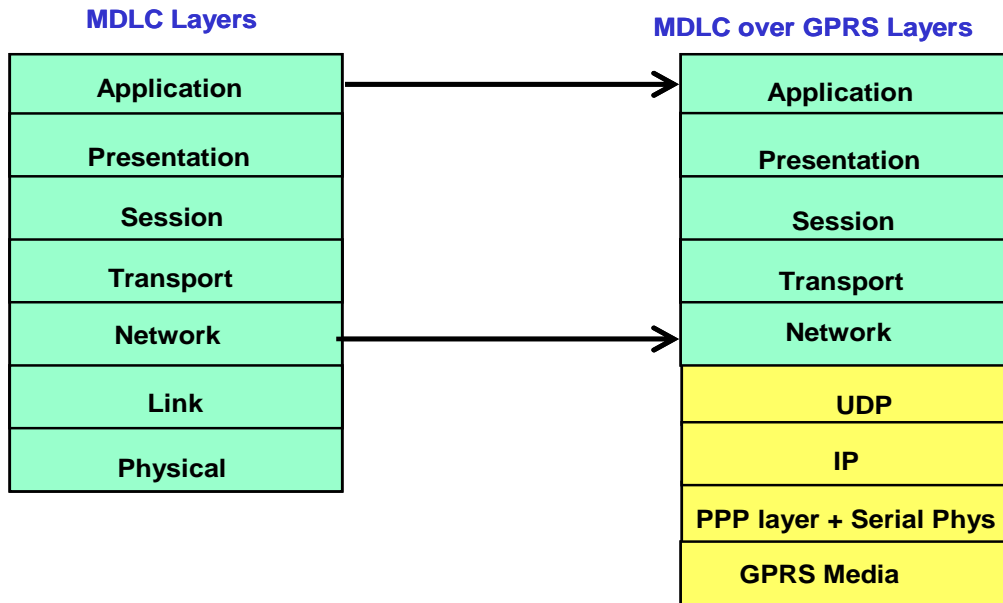 MDLC Layers
Application
Presentation
Session
Transport
Network
Link
Physical
MDLC over GPRS Layers
Application
Presentation
Session
Transport
Network
UDP
IP
PPP layer + Serial Phys
GPRS Media